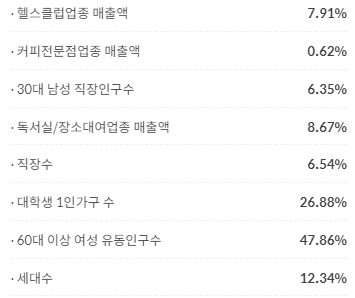 · 헬스클럽업종 매출액 7.91%
· 커피전문점업종 매출액 0.62%
· 30대 남성 직장인구수 6.35%
· 독서실/장소대여업종 매출액 8.67%
· 직장수 6.54%
· 대학생 1인가구 수 26.88%
· 60대 이상 여성 유동인구수 47.86%
· 세대수 12.34%